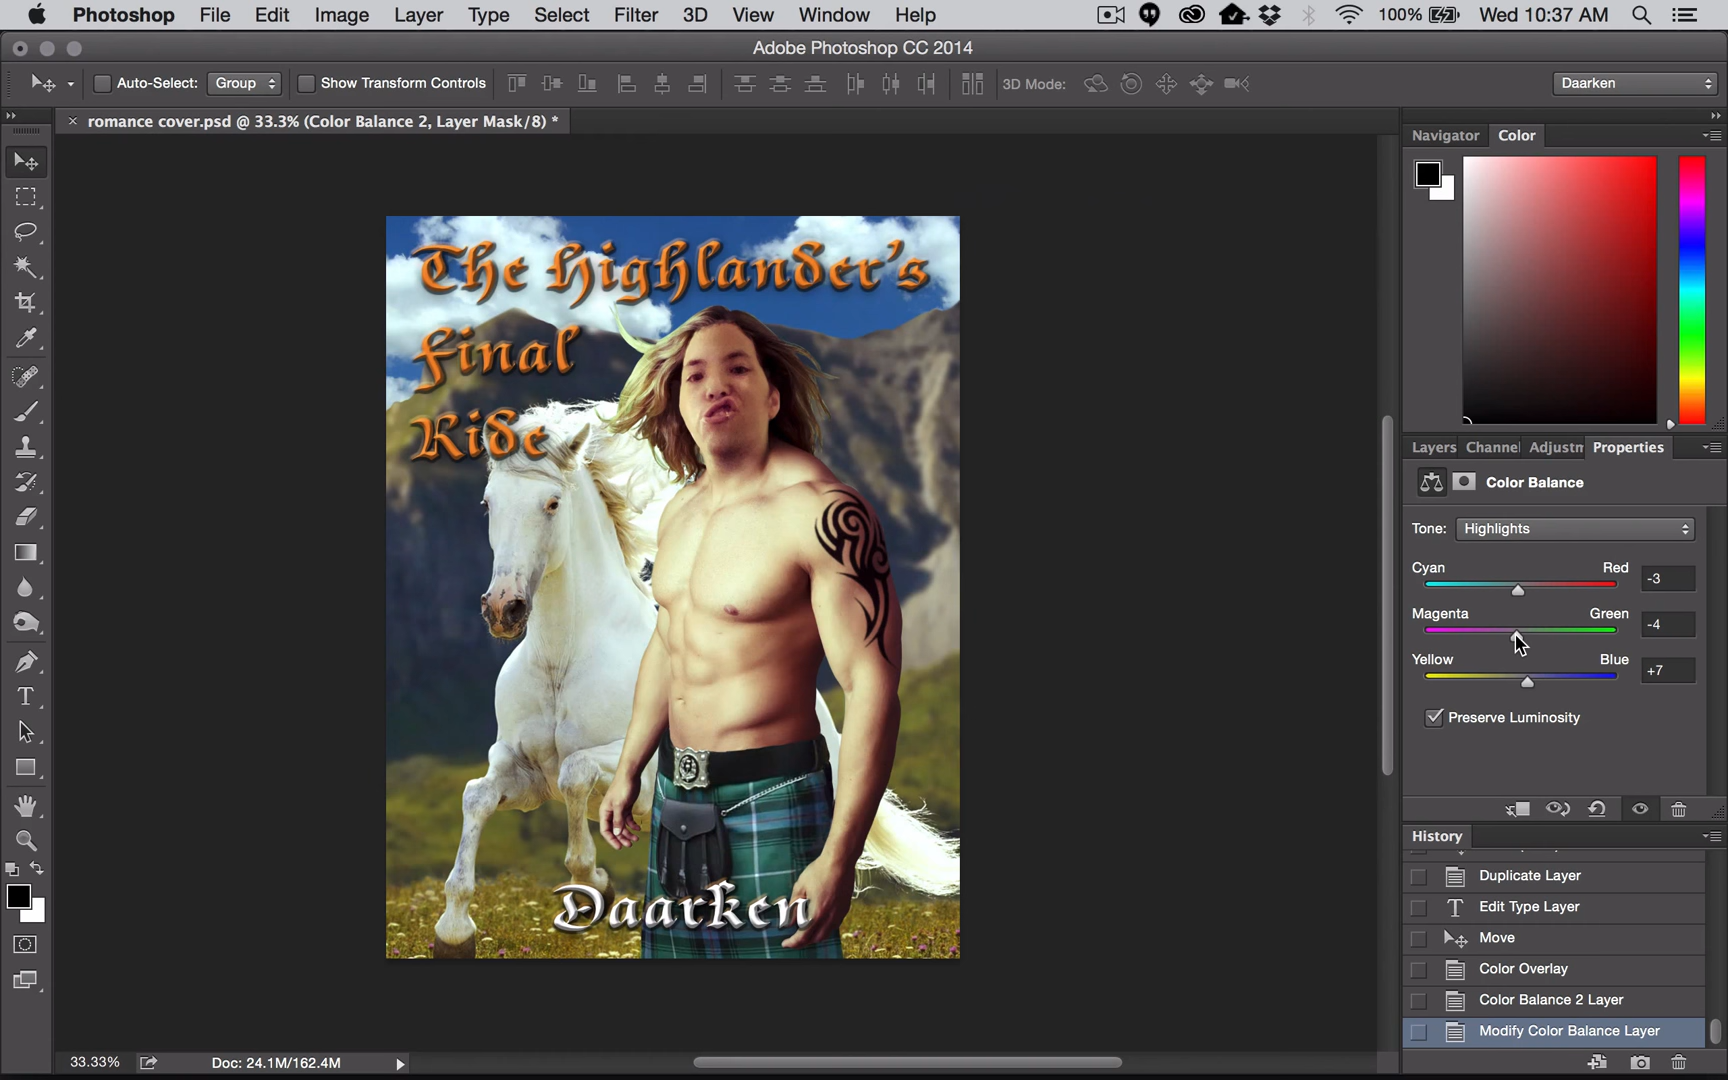 Photoshop File Edit Image Layer Type Select Filter 3D View Window Help 100% Wed 10:37 AM
Adobe Photoshop CC 2014
Auto-Select: Group Show Transform Controls 3D Mode: Daarken
romance cover.psd @ 33.3% (Color Balance 2, Layer Mask/8) *
Navigator Color
The Highlander's
Final
Ride
Daarken
Layers Channel Adjustm Properties
Color Balance
Tone: Highlights
Cyan Red -3
Magenta Green -4
Yellow Blue +7
Preserve Luminosity
History
Duplicate Layer
Edit Type Layer
Move
Color Overlay
Color Balance 2 Layer
Modify Color Balance Layer
33.33% Doc: 24.1M/162.4M